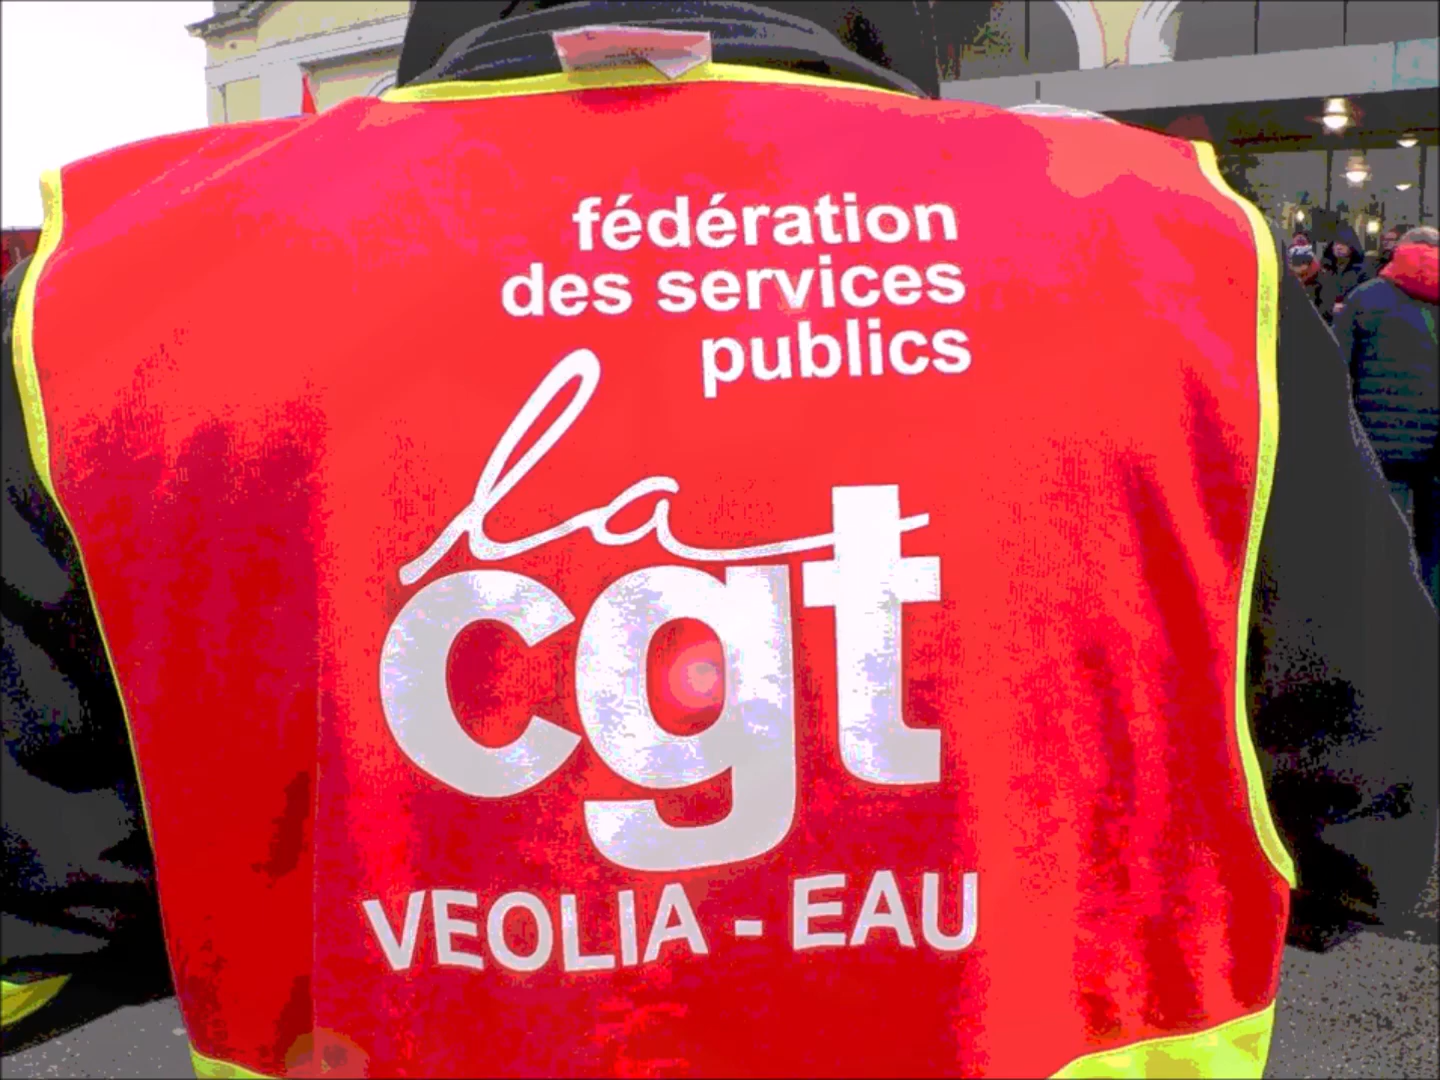 fédération
des services
publics
la
cgt
VEOLIA - EAU